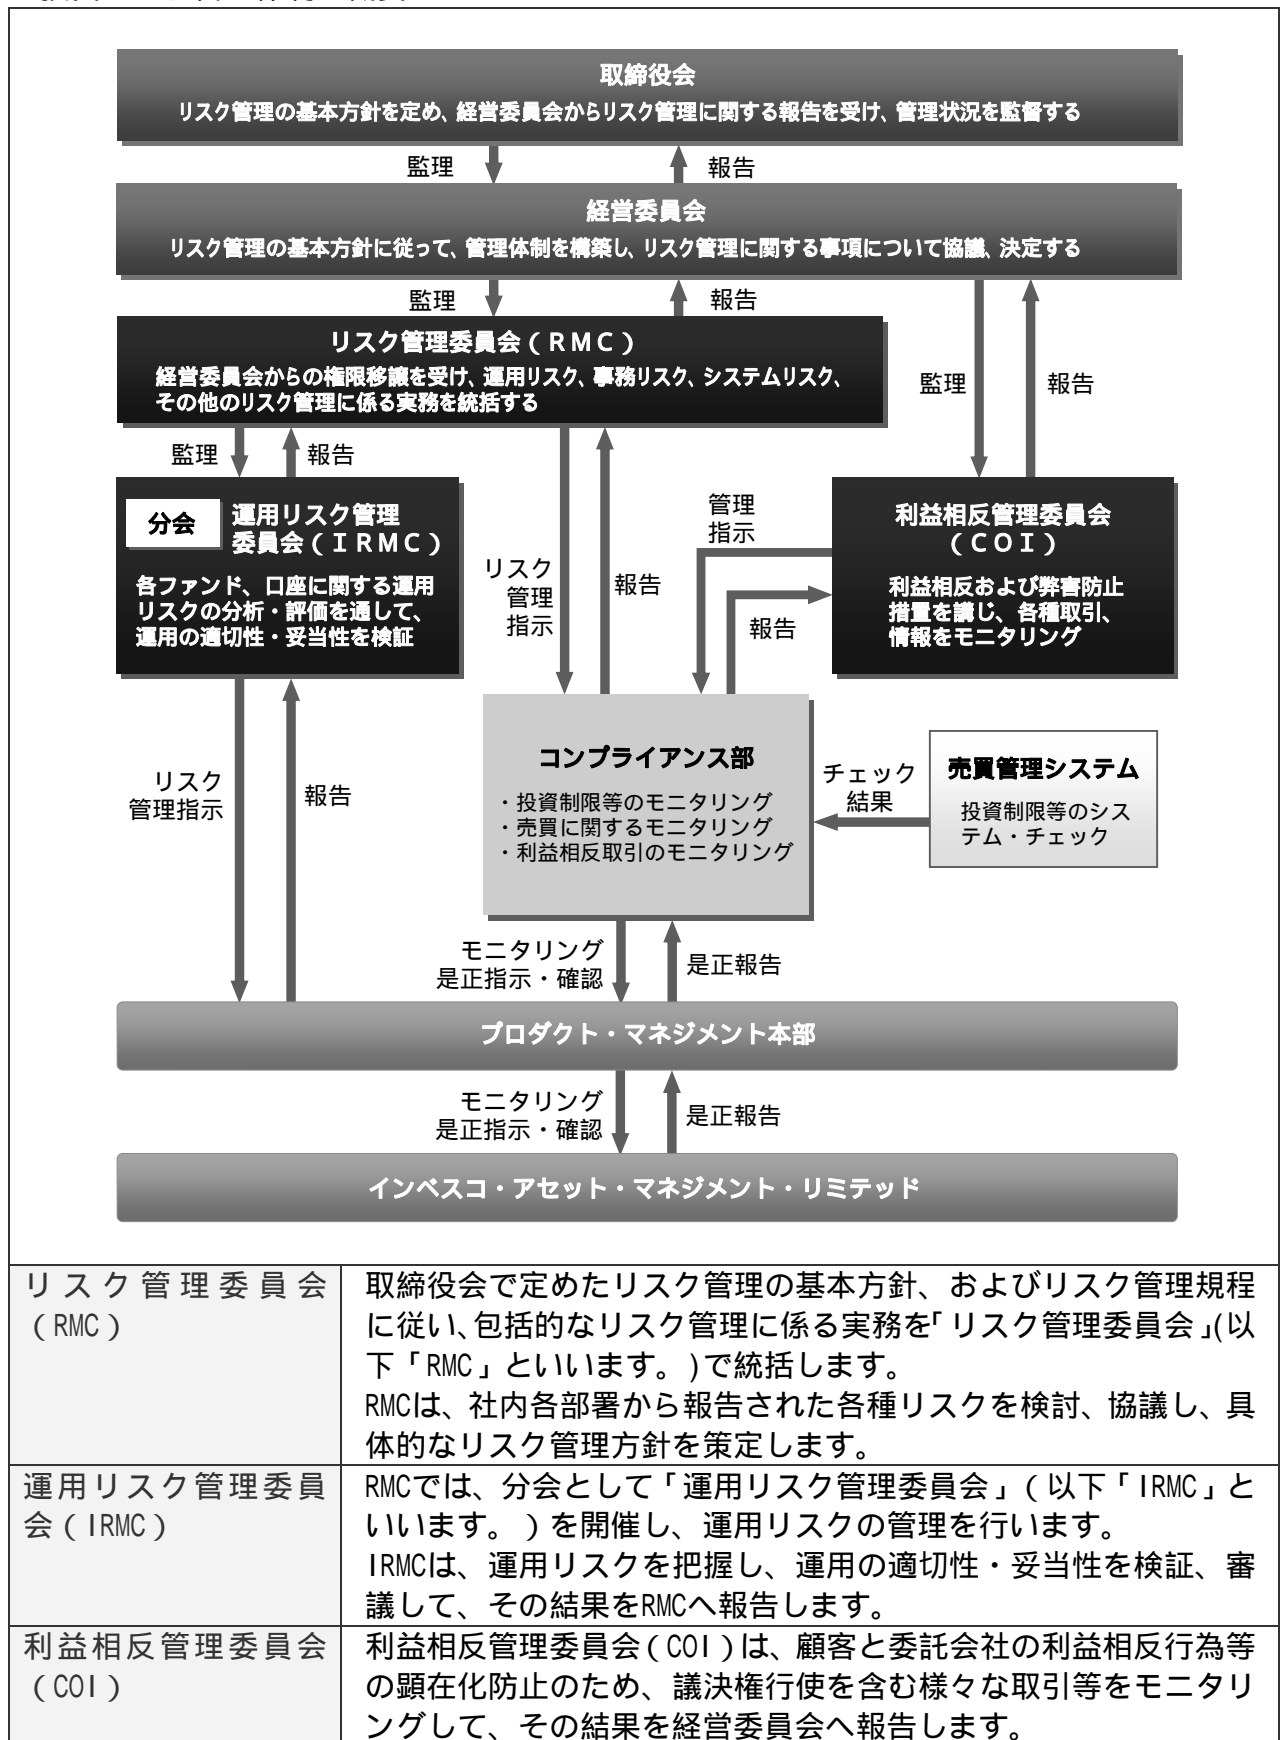 取締役会
リスク管理の基本方針を定め、経営委員会からリスク管理に関する報告を受け、管理状況を監督する
監理
報告
経営委員会
リスク管理の基本方針に従って、管理体制を構築し、リスク管理に関する事項について協議、決定する
監理
報告
リスク管理委員会(RMC)
経営委員会からの権限移譲を受け、運用リスク、事務リスク、システムリスク、
その他のリスク管理に係る実務を統括する
監理
報告
監理
報告
分会
運用リスク管理
委員会(IRMC)
各ファンド、口座に関する運用
リスクの分析・評価を通して、
運用の適切性・妥当性を検証
リスク
管理
指示
報告
管理
指示
報告
利益相反管理委員会
(COI)
利益相反および弊害防止
措置を講じ、各種取引、
情報をモニタリング
リスク
管理指示
報告
コンプライアンス部
・投資制限等のモニタリング
・売買に関するモニタリング
・利益相反取引のモニタリング
チェック
結果
売買管理システム
投資制限等のシス
テム・チェック
モニタリング
是正指示・確認
是正報告
プロダクト・マネジメント本部
モニタリング
是正指示・確認
是正報告
インベスコ・アセット・マネジメント・リミテッド
リスク管理委員会
(RMC)
取締役会で定めたリスク管理の基本方針、およびリスク管理規程
に従い、包括的なリスク管理に係る実務を「リスク管理委員会」(以
下「RMC」といいます。)で統括します。
RMCは、社内各部署から報告された各種リスクを検討、協議し、具
体的なリスク管理方針を策定します。
運用リスク管理委員
会(IRMC)
RMCでは、分会として「運用リスク管理委員会」(以下「IRMC」と
いいます。)を開催し、運用リスクの管理を行います。
IRMCは、運用リスクを把握し、運用の適切性・妥当性を検証、審
議して、その結果をRMCへ報告します。
利益相反管理委員会
(COI)
利益相反管理委員会(COI)は、顧客と委託会社の利益相反行為等
の顕在化防止のため、議決権行使を含む様々な取引等をモニタリ
ングして、その結果を経営委員会へ報告します。